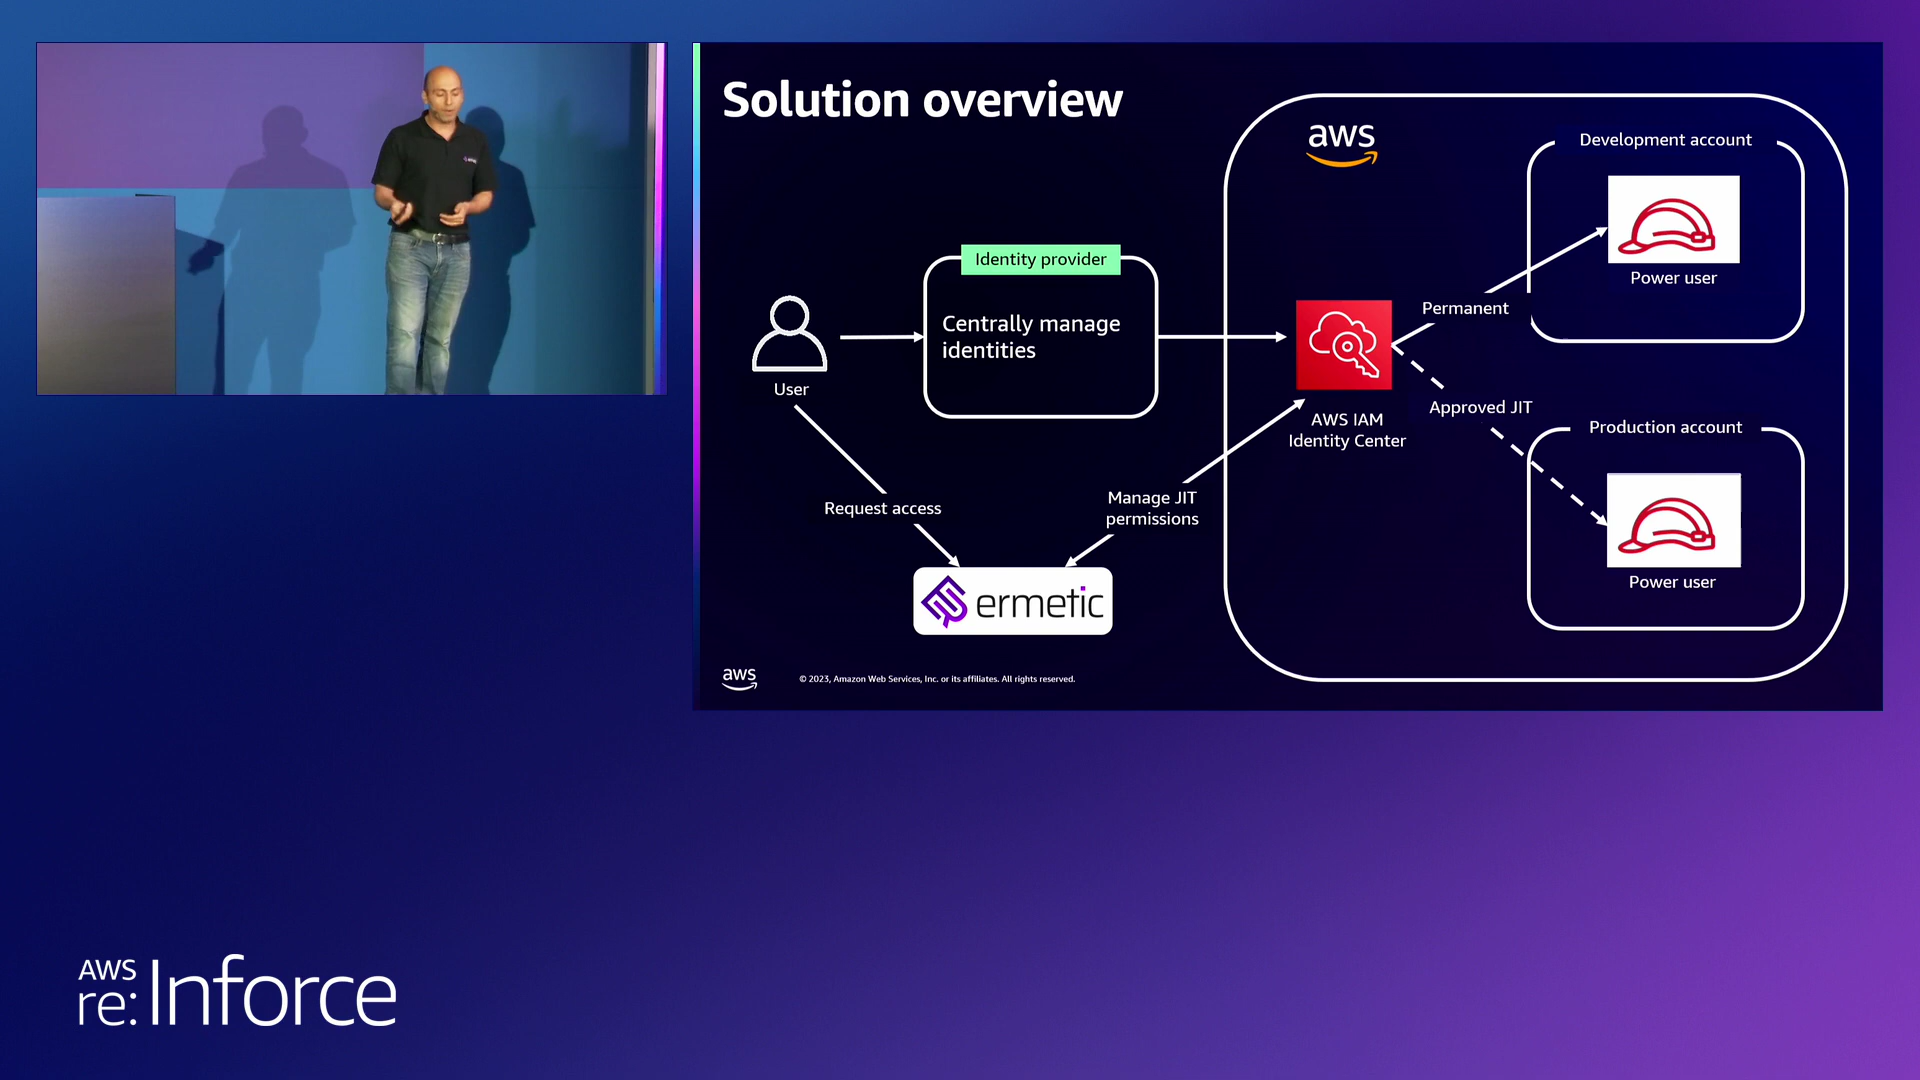 Solution overview
aws
Development account
Power user
Identity provider
Centrally manage
identities
User
Permanent
AWS IAM
Identity Center
Approved JIT
Production account
Power user
Request access
Manage JIT
permissions
ermetic
aws
© 2023, Amazon Web Services, Inc. or its affiliates. All rights reserved.
AWS
re:Inforce